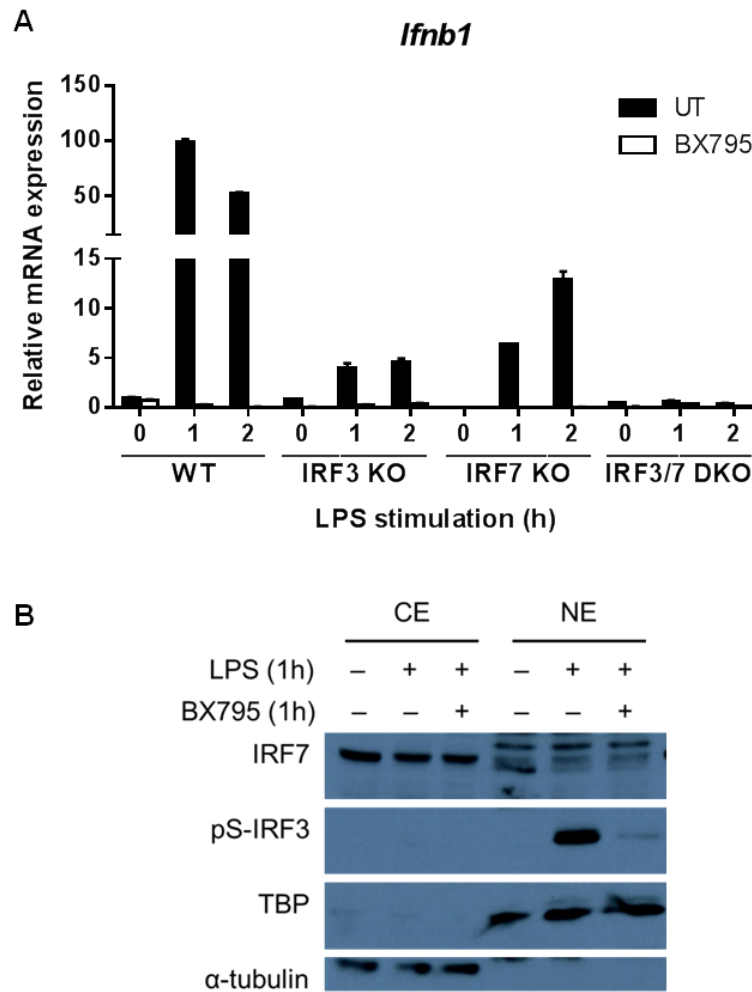 A
Ifnb1
UT
BX795
Relative mRNA expression
150
100
50
15
10
5
0
0 1 2 0 1 2 0 1 2 0 1 2
WT IRF3 KO IRF7 KO IRF3/7 DKO
LPS stimulation (h)
B
CE NE
LPS (1h) – + + – + +
BX795 (1h) – – + – – +
IRF7
pS-IRF3
TBP
α-tubulin